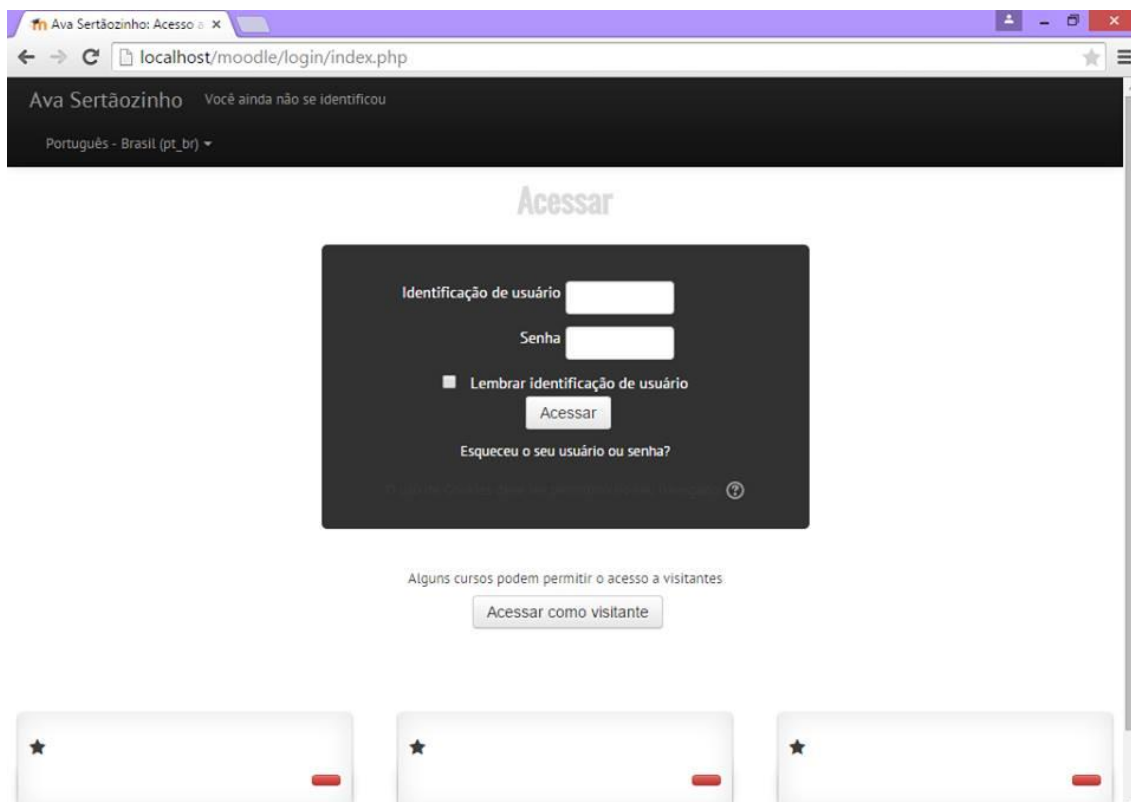 Ava Sertãozinho: Acesso a
localhost/moodle/login/index.php
Ava Sertãozinho Você ainda não se identificou
Português - Brasil (pt_br)
Acessar
Identificação de usuário
Senha
Lembrar identificação de usuário
Acessar
Esqueceu o seu usuário ou senha?
Alguns cursos podem permitir o acesso a visitantes
Acessar como visitante